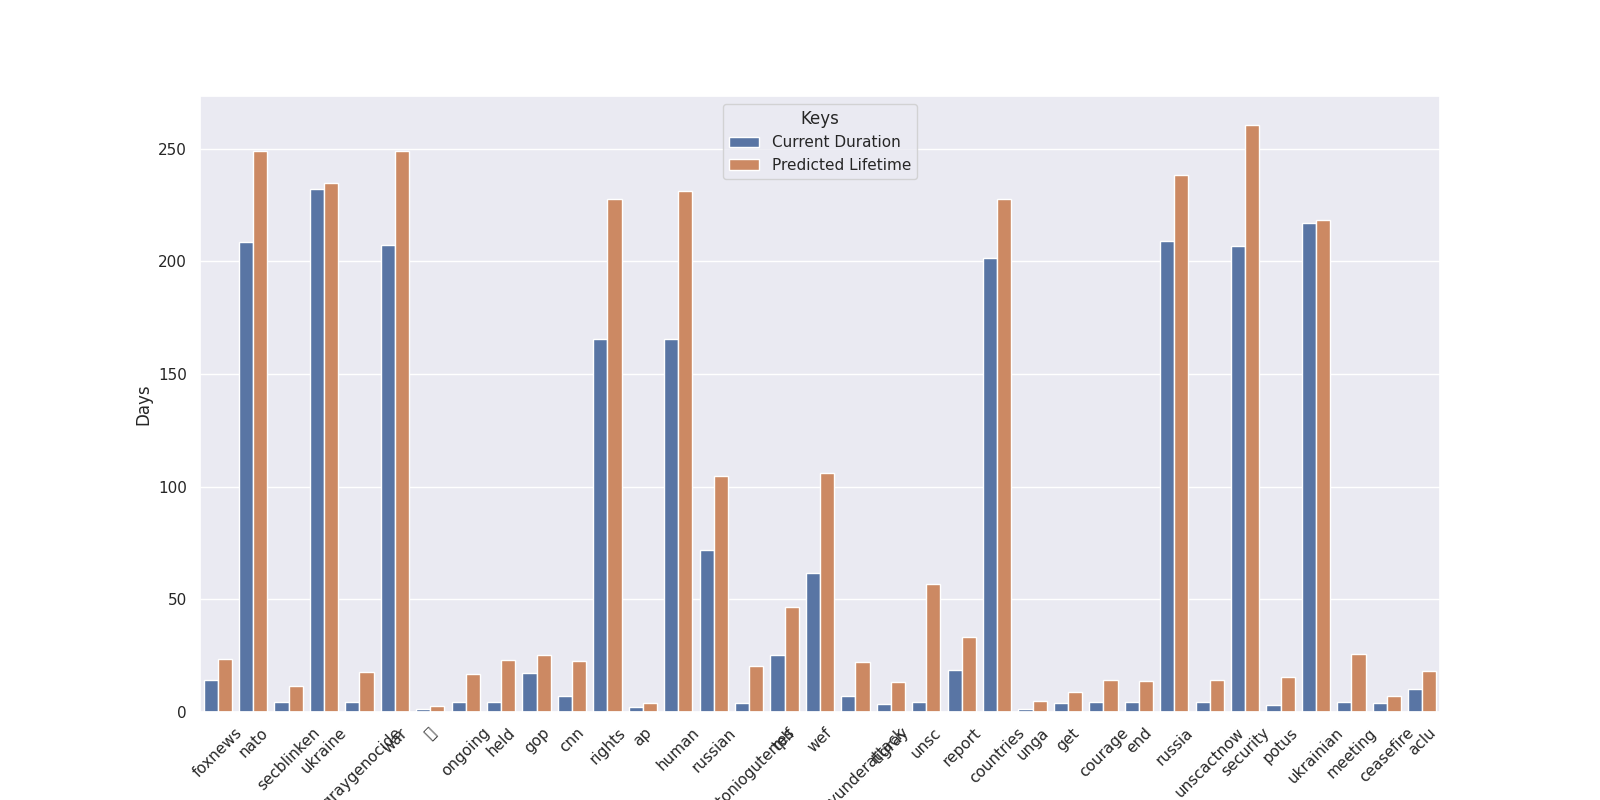 Keys
Current Duration
Predicted Lifetime
250
200
150
100
50
0
Days
foxnews
nato
secblinken
ukraine
war
ongoing
held
gop
cnn
rights
ap
human
russian
wef
unsc
report
countries
unga
get
courage
end
russia
unscactnow
security
potus
ukrainian
meeting
ceasefire
aclu